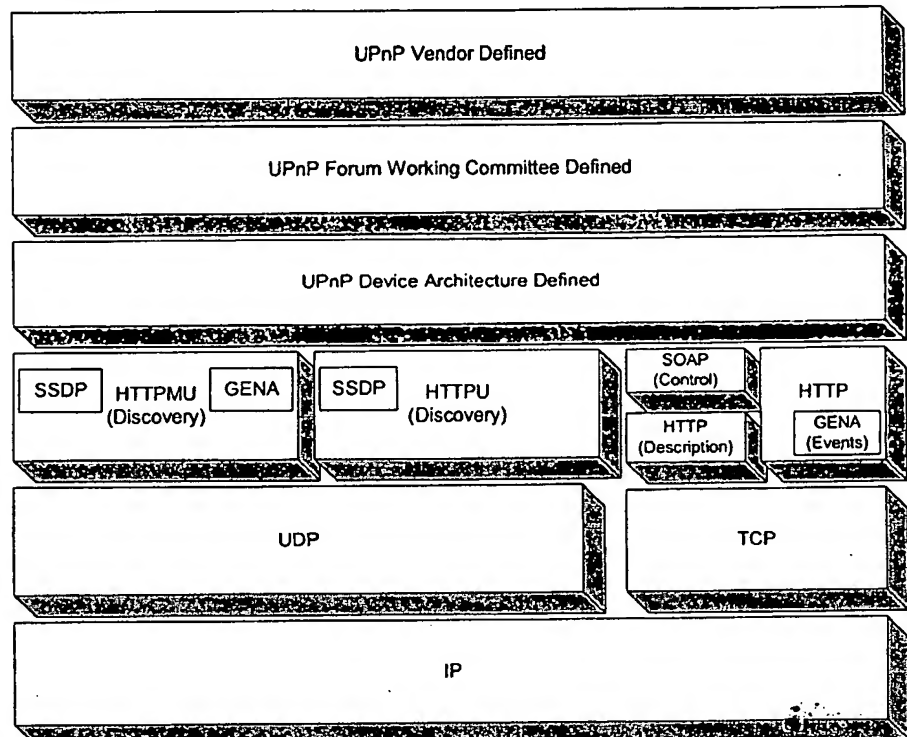 UPnP Vendor Defined
UPnP Forum Working Committee Defined
UPnP Device Architecture Defined
SSDP
HTTPMU
(Discovery)
GENA
SSDP
HTTPU
(Discovery)
SOAP
(Control)
HTTP
(Description)
HTTP
GENA
(Events)
UDP
TCP
IP